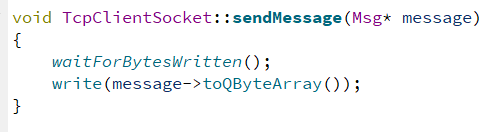 void TcpClientSocket::sendMessage(Msg* message)
{
    waitForBytesWritten();
    write(message->toQByteArray());
}